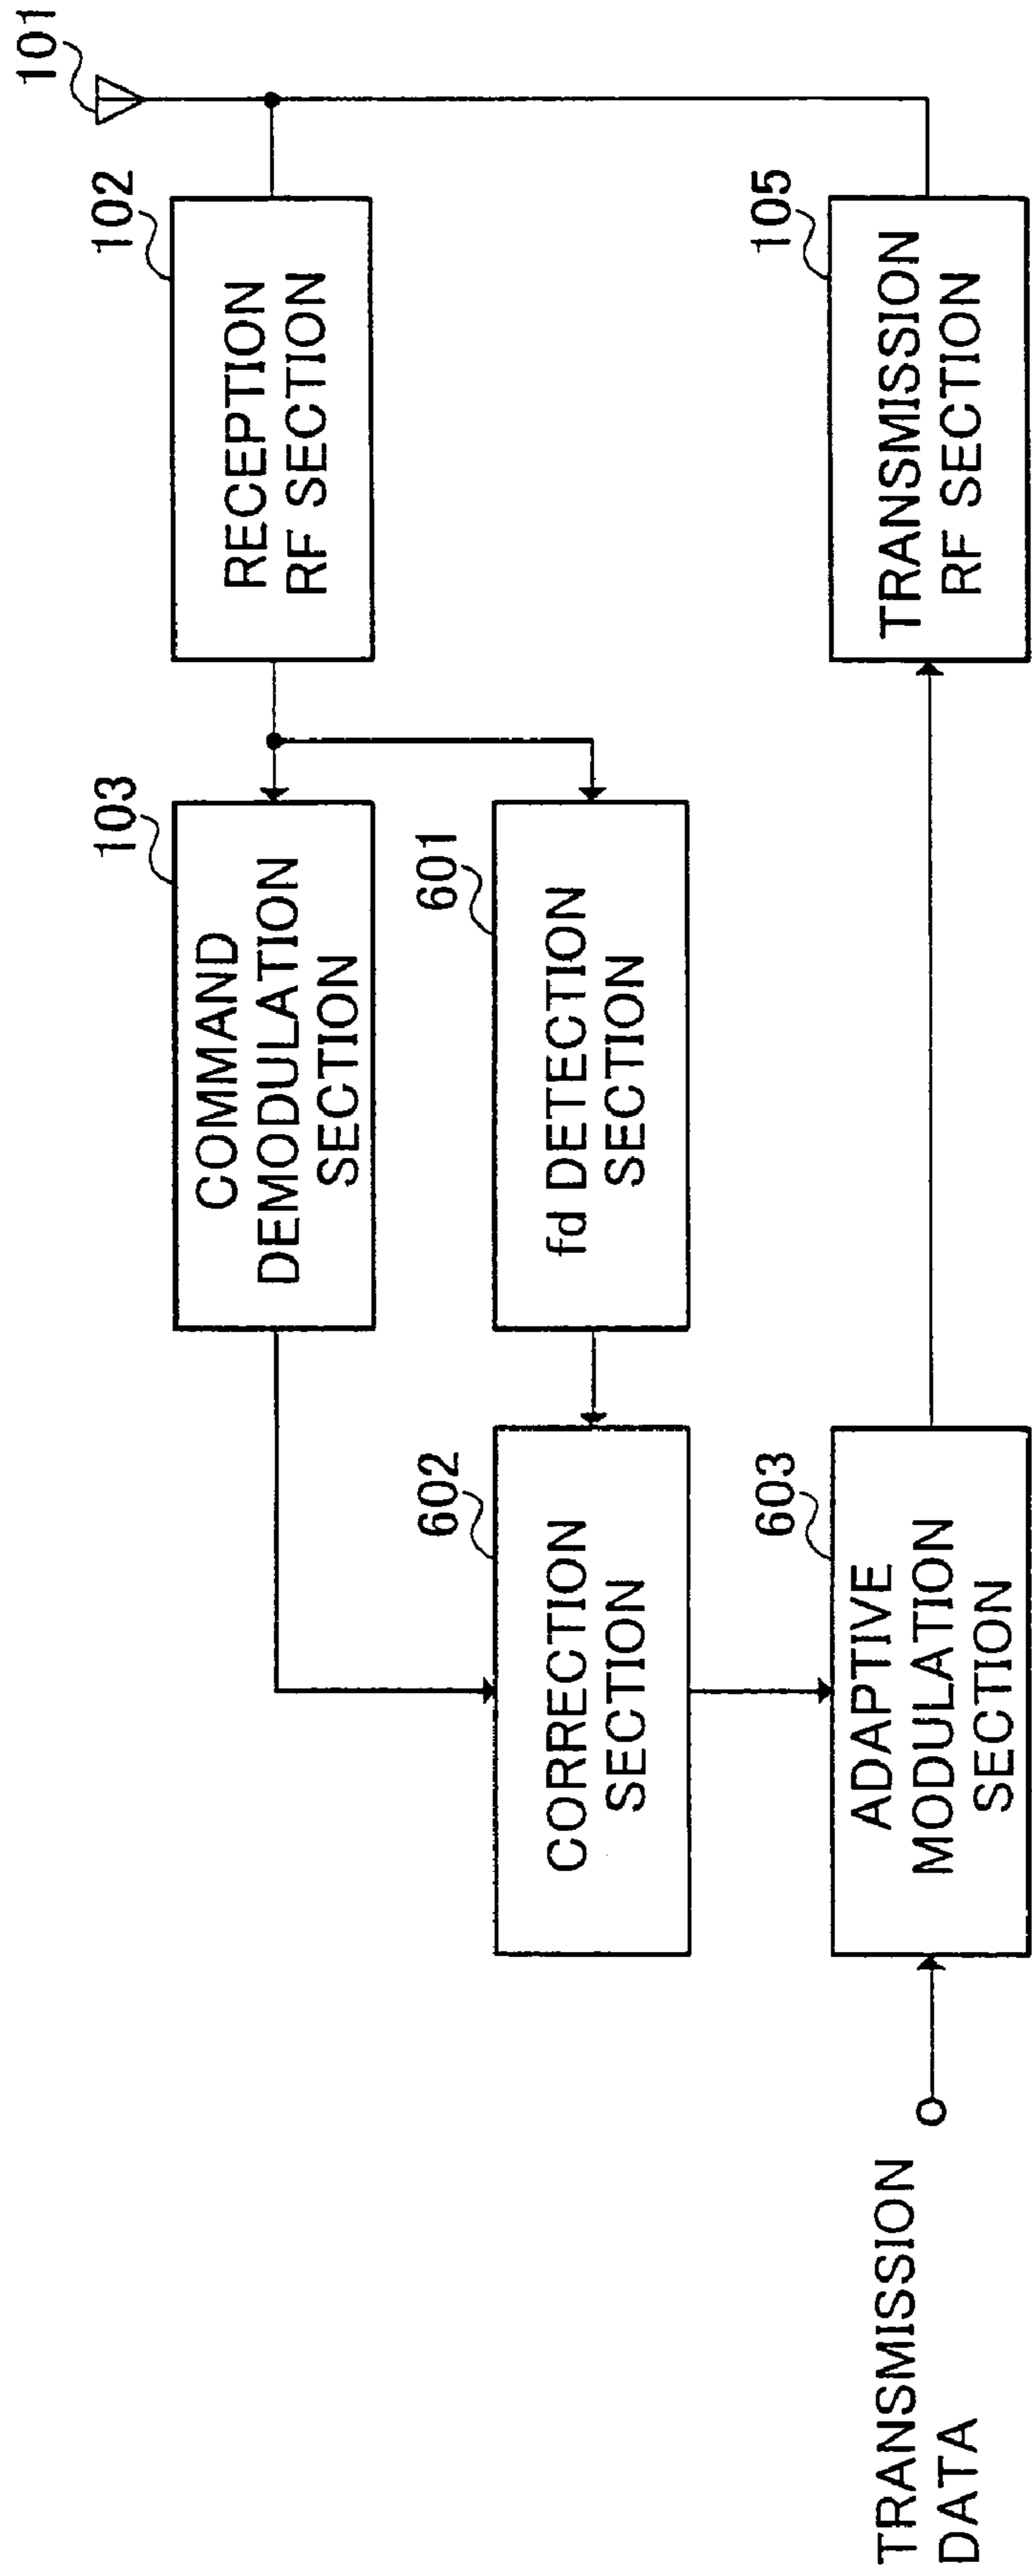 101
102
RECEPTION
RF SECTION
103
COMMAND
DEMODULATION
SECTION
601
fd DETECTION
SECTION
602
CORRECTION
SECTION
105
TRANSMISSION
RF SECTION
603
ADAPTIVE
MODULATION
SECTION
TRANSMISSION
DATA